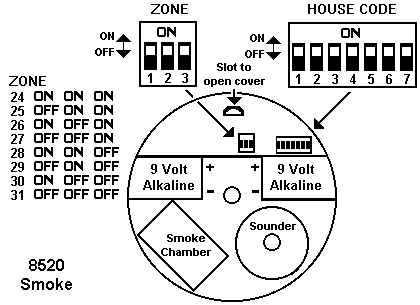 ZONE
HOUSE CODE
ON
OFF
ON
1 2 3
ON
OFF
ON
1 2 3 4 5 6 7
Slot to
open cover
ZONE
24 ON ON ON
25 OFF ON ON
26 ON OFF ON
27 OFF OFF ON
28 ON ON OFF
29 OFF ON OFF
30 ON OFF OFF
31 OFF OFF OFF
9 Volt
Alkaline
+
-
+
-
9 Volt
Alkaline
Smoke
Chamber
Sounder
8520
Smoke